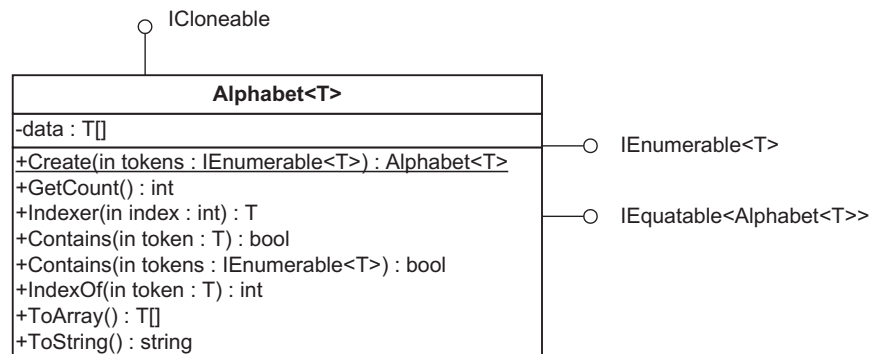 ICloneable
Alphabet<T>
-data : T[]
+Create(in tokens : IEnumerable<T>) : Alphabet<T>
+GetCount() : int
+Indexer(in index : int) : T
+Contains(in token : T) : bool
+Contains(in tokens : IEnumerable<T>) : bool
+IndexOf(in token : T) : int
+ToArray() : T[]
+ToString() : string
IEnumerable<T>
IEquatable<Alphabet<T>>